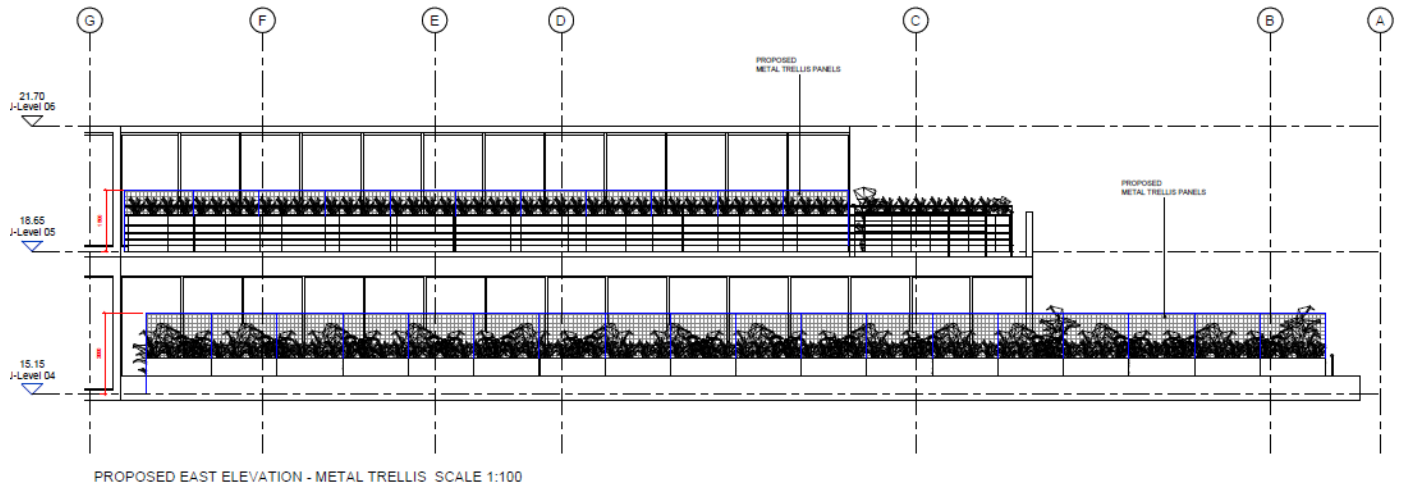 G F E D C B A
PROPOSED
METAL TRELLIS PANELS
21.70
J-Level 06
PROPOSED
METAL TRELLIS PANELS
18.65
J-Level 05
15.15
J-Level 04
PROPOSED EAST ELEVATION - METAL TRELLIS SCALE 1:100